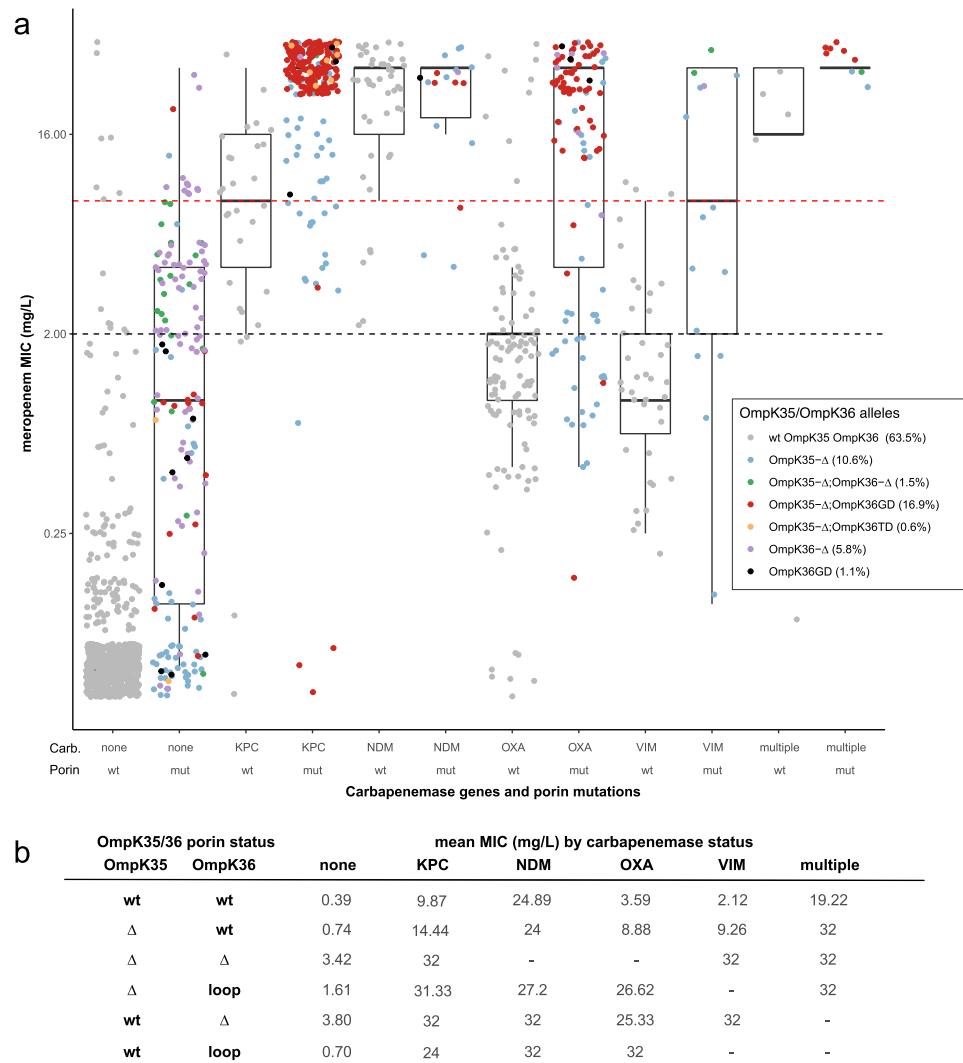 a
16.00
2.00
0.25
meropenem MIC (mg/L)
OmpK35/OmpK36 alleles
wt OmpK35 OmpK36 (63.5%)
OmpK35−Δ (10.6%)
OmpK35−Δ;OmpK36−Δ (1.5%)
OmpK35−Δ;OmpK36GD (16.9%)
OmpK35−Δ;OmpK36TD (0.6%)
OmpK36−Δ (5.8%)
OmpK36GD (1.1%)
Carb. none none KPC KPC NDM NDM OXA OXA VIM VIM multiple multiple
Porin wt mut wt mut wt mut wt mut wt mut wt mut
Carbapenemase genes and porin mutations
b
OmpK35/36 porin status mean MIC (mg/L) by carbapenemase status
OmpK35 OmpK36 none KPC NDM OXA VIM multiple
wt wt 0.39 9.87 24.89 3.59 2.12 19.22
Δ wt 0.74 14.44 24 8.88 9.26 32
Δ Δ 3.42 32 - - 32 32
Δ loop 1.61 31.33 27.2 26.62 - 32
wt Δ 3.80 32 32 25.33 32 -
wt loop 0.70 24 32 32 - -